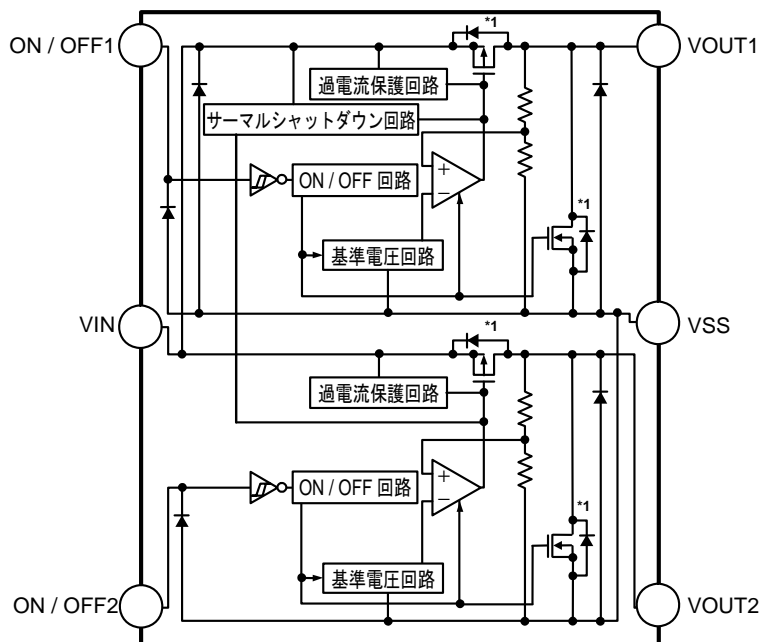 ON / OFF1
*1
VOUT1
過電流保護回路
サーマルシャットダウン回路
+
−
ON / OFF 回路
*1
基準電圧回路
VIN
VSS
*1
過電流保護回路
+
−
ON / OFF 回路
*1
基準電圧回路
ON / OFF2
VOUT2